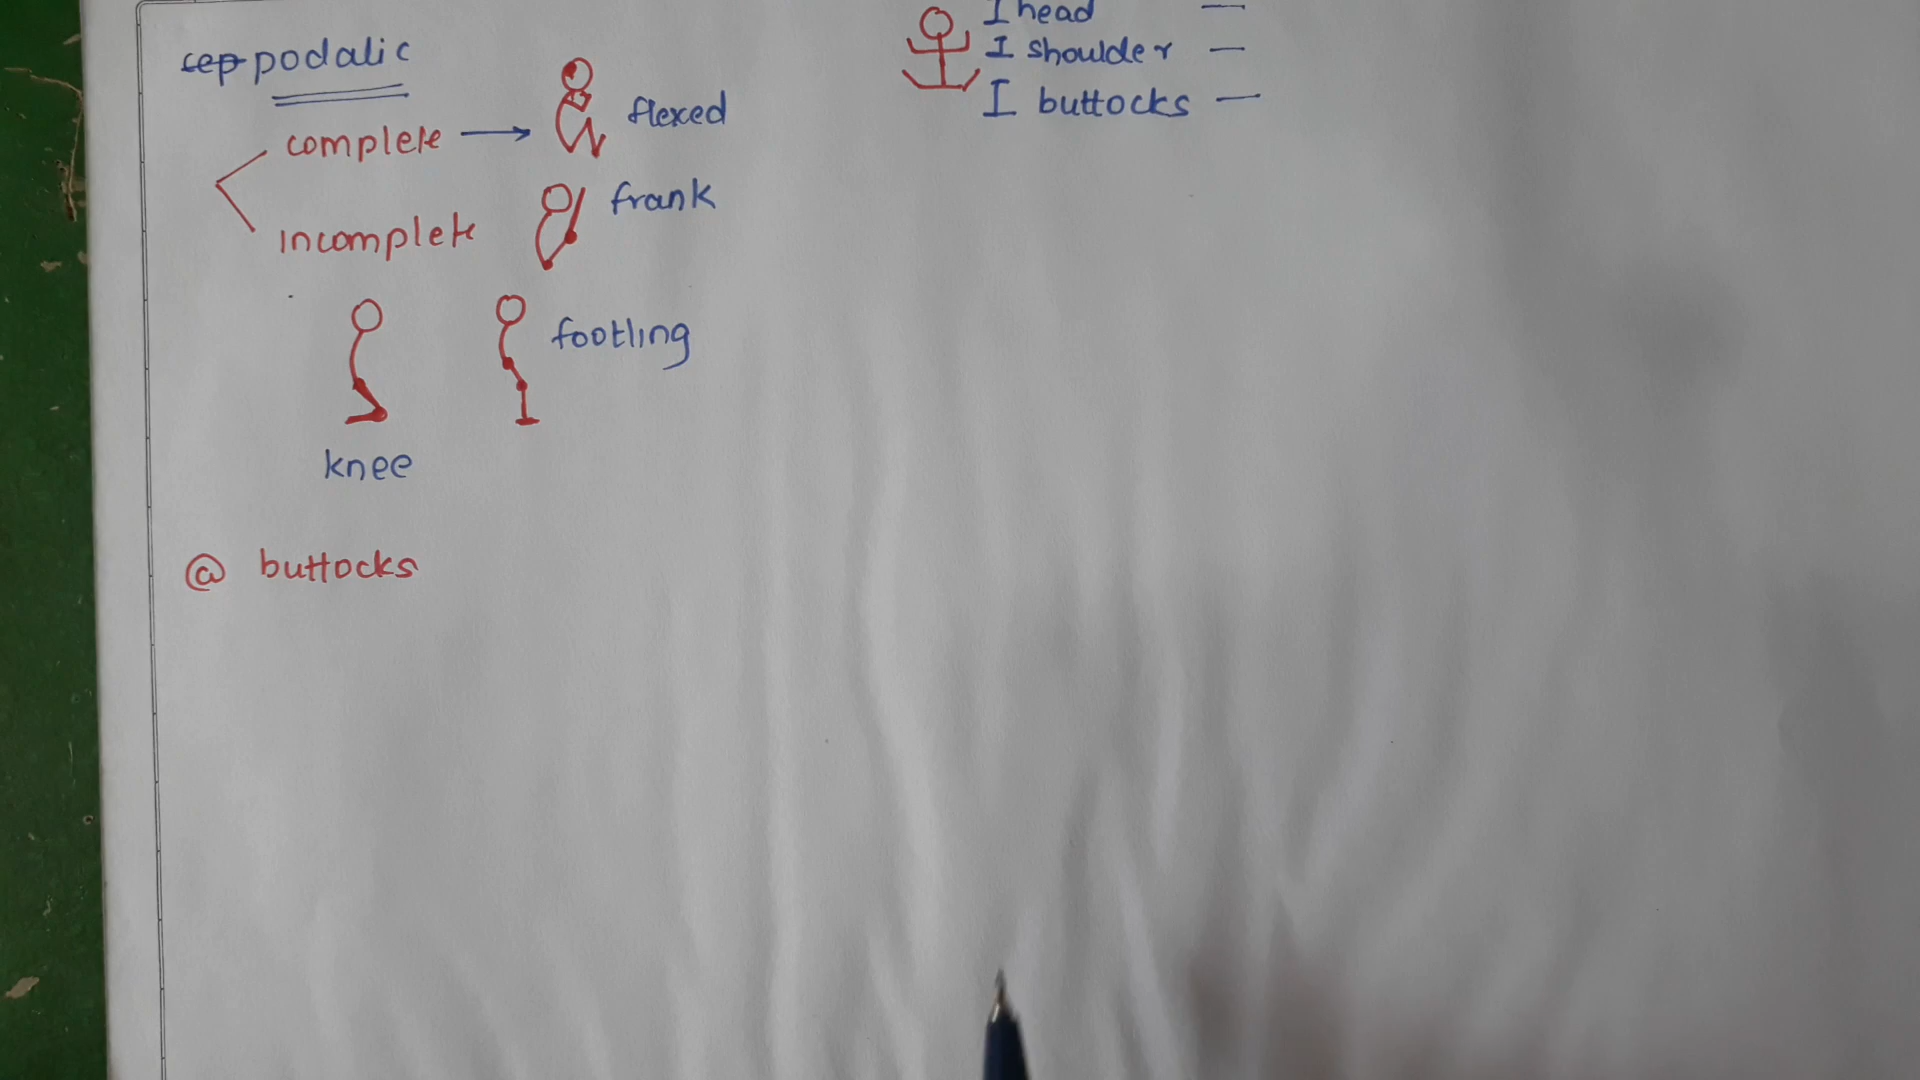 cep podalic
complete → flexed
incomplete frank
footling
knee
@ buttocks
I head —
I shoulder —
I buttocks —